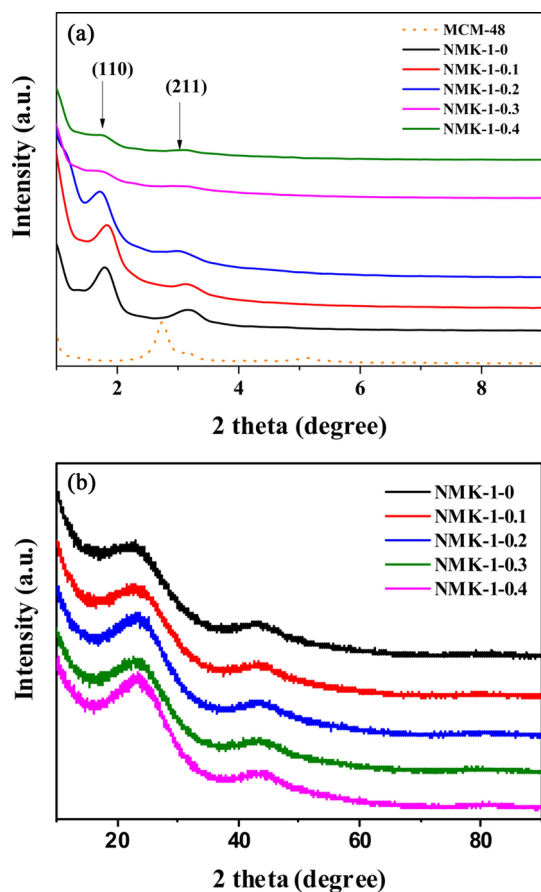 (a)
MCM-48
NMK-1-0
NMK-1-0.1
NMK-1-0.2
NMK-1-0.3
NMK-1-0.4
(110)
(211)
Intensity (a.u.)
2 4 6 8
2 theta (degree)
(b)
NMK-1-0
NMK-1-0.1
NMK-1-0.2
NMK-1-0.3
NMK-1-0.4
Intensity (a.u.)
20 40 60 80
2 theta (degree)